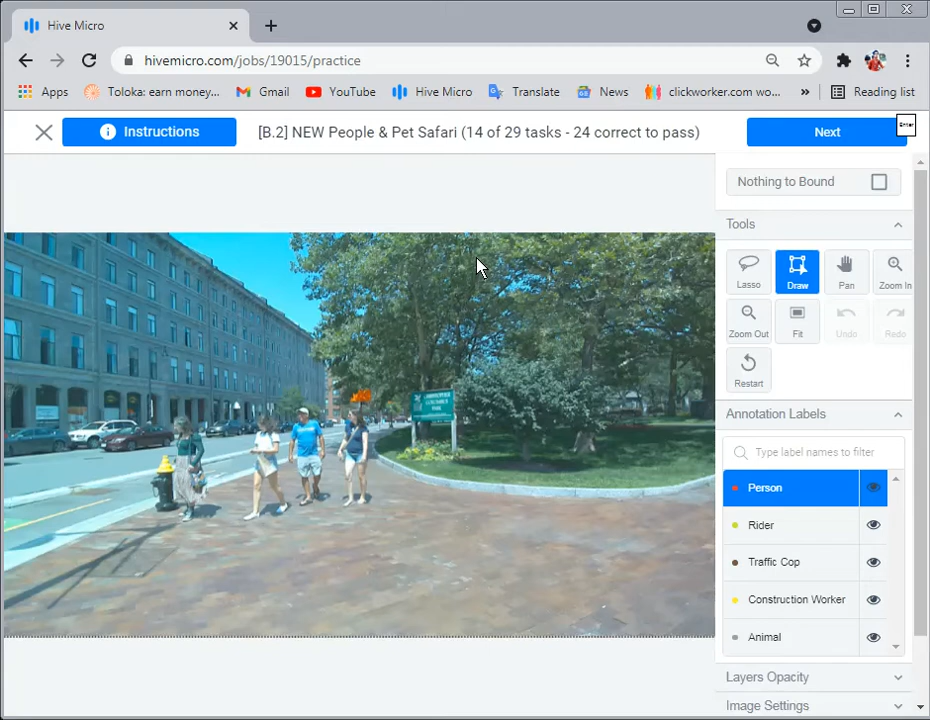 Hive Micro
hivemicro.com/jobs/19015/practice
Apps
Toloka: earn money...
Gmail
YouTube
Hive Micro
Translate
News
clickworker.com wo...
»
Reading list
Instructions
[B.2] NEW People & Pet Safari (14 of 29 tasks - 24 correct to pass)
Next
Enter
Nothing to Bound
Tools
Lasso
Draw
Pan
Zoom In
Zoom Out
Fit
Undo
Redo
Restart
Annotation Labels
Type label names to filter
Person
Rider
Traffic Cop
Construction Worker
Animal
Layers Opacity
Image Settings
COLUMBUS
PARK